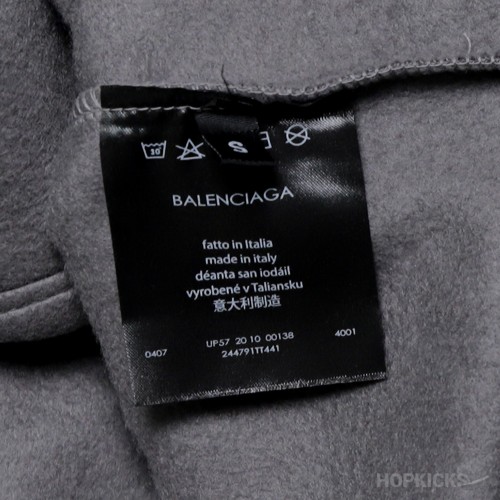 30
S
BALENCIAGA
fatto in Italia
made in italy
déanta san iodáil
vyrobené v Taliansku
意大利制造
UP57 20 10 00138
0407 244791TT441 4001
HOPKICKS